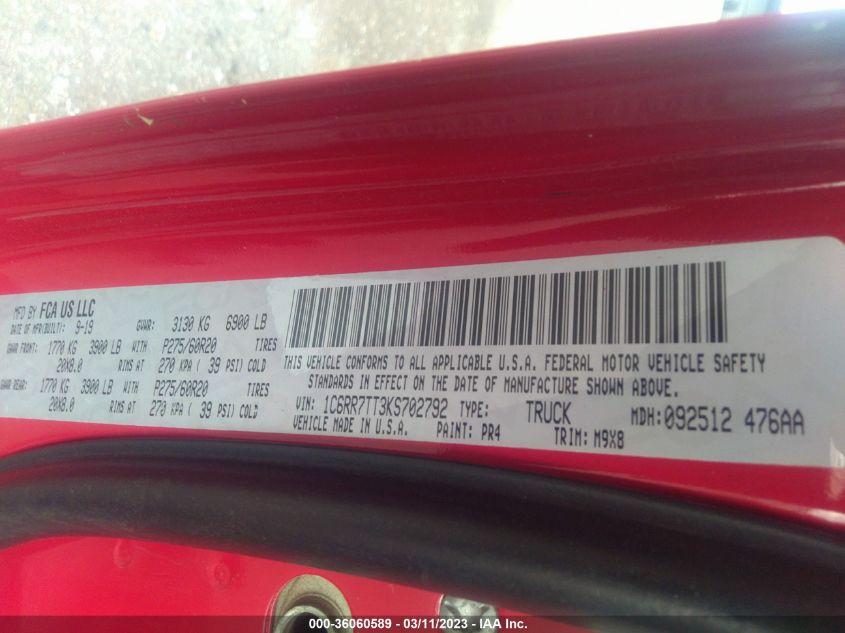 MFD BY FCA US LLC
DATE OF MFR(BUILT): 9-19 GVWR: 3130 KG 6900 LB
GAWR FRONT: 1770 KG 3900 LB WITH P275/60R20 TIRES
20X8.0 RIMS AT 270 KPA ( 39 PSI) COLD
GAWR REAR: 1770 KG 3900 LB WITH P275/60R20 TIRES
20X8.0 RIMS AT 270 KPA ( 39 PSI) COLD
THIS VEHICLE CONFORMS TO ALL APPLICABLE U.S.A. FEDERAL MOTOR VEHICLE SAFETY
STANDARDS IN EFFECT ON THE DATE OF MANUFACTURE SHOWN ABOVE.
VIN: 1C6RR7TT3KS702792 TYPE: TRUCK MDH: 092512 476AA
VEHICLE MADE IN U.S.A. PAINT: PR4 TRIM: M9X8
000-36060589 - 03/11/2023 - IAA Inc.